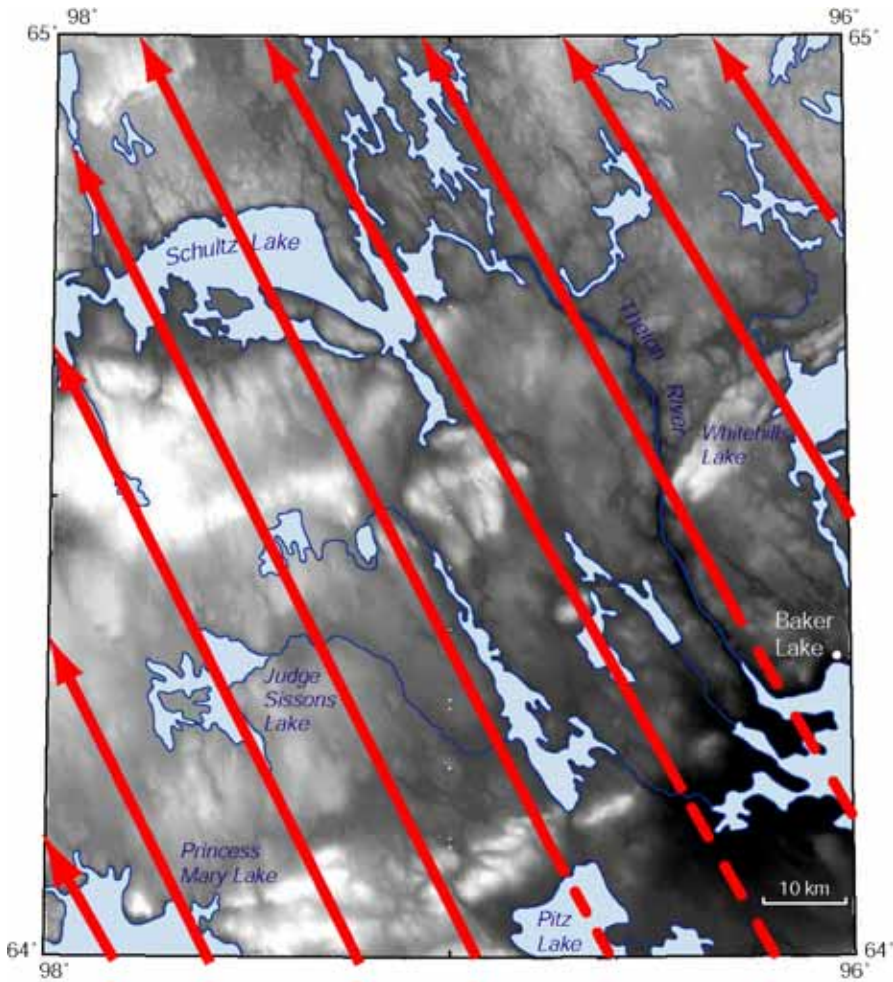 98°
96°
65°
65°
Schultz Lake
Thelon
River
Whitehills
Lake
Baker
Lake
Judge
Sissons
Lake
Princess
Mary Lake
10 km
Pitz
Lake
64°
64°
98°
96°